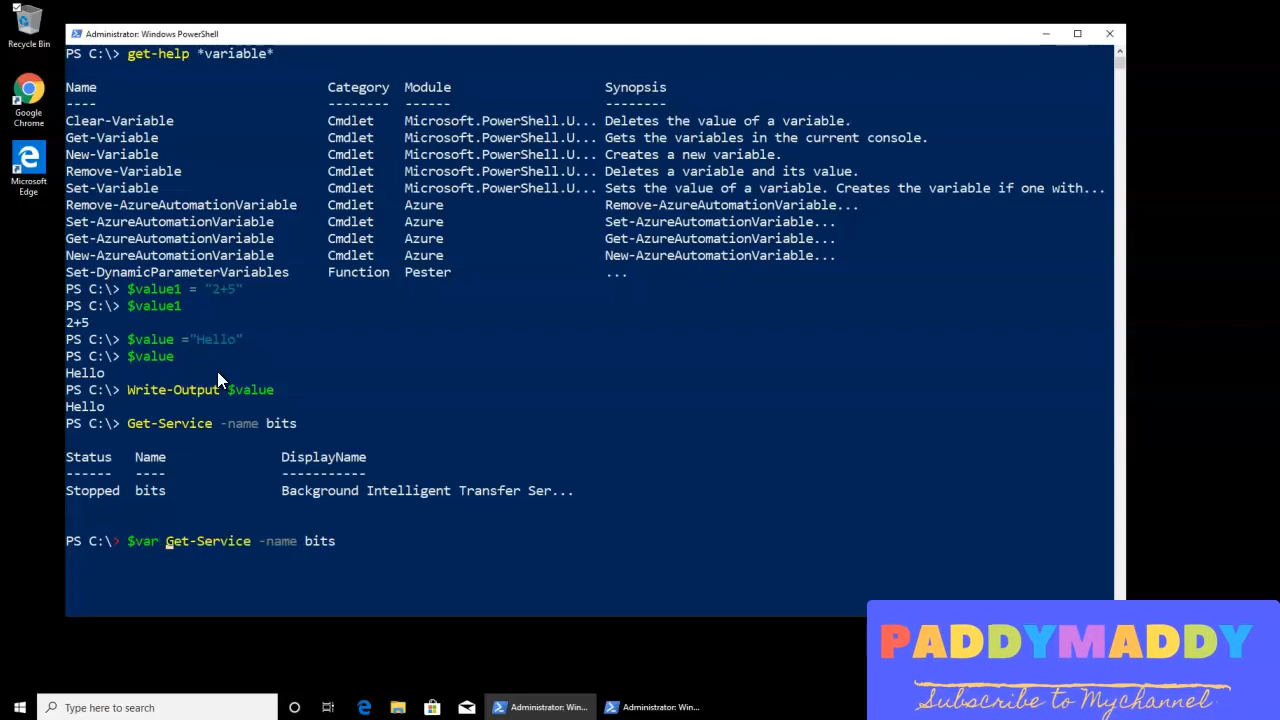 Recycle Bin
Google
Chrome
Microsoft
Edge
Administrator: Windows PowerShell
PS C:\> get-help *variable*
Name Category Module Synopsis
---- -------- ------ --------
Clear-Variable Cmdlet Microsoft.PowerShell.U... Deletes the value of a variable.
Get-Variable Cmdlet Microsoft.PowerShell.U... Gets the variables in the current console.
New-Variable Cmdlet Microsoft.PowerShell.U... Creates a new variable.
Remove-Variable Cmdlet Microsoft.PowerShell.U... Deletes a variable and its value.
Set-Variable Cmdlet Microsoft.PowerShell.U... Sets the value of a variable. Creates the variable if one with...
Remove-AzureAutomationVariable Cmdlet Azure Remove-AzureAutomationVariable...
Set-AzureAutomationVariable Cmdlet Azure Set-AzureAutomationVariable...
Get-AzureAutomationVariable Cmdlet Azure Get-AzureAutomationVariable...
New-AzureAutomationVariable Cmdlet Azure New-AzureAutomationVariable...
Set-DynamicParameterVariables Function Pester ...
PS C:\> $value1 = "2+5"
PS C:\> $value1
2+5
PS C:\> $value ="Hello"
PS C:\> $value
Hello
PS C:\> Write-Output $value
Hello
PS C:\> Get-Service -name bits
Status Name DisplayName
------ ---- -----------
Stopped bits Background Intelligent Transfer Ser...
PS C:\> $var Get-Service -name bits
PADDYMADDY
Subscribe to Mychannel
Type here to search
Administrator: Win...
Administrator: Win...